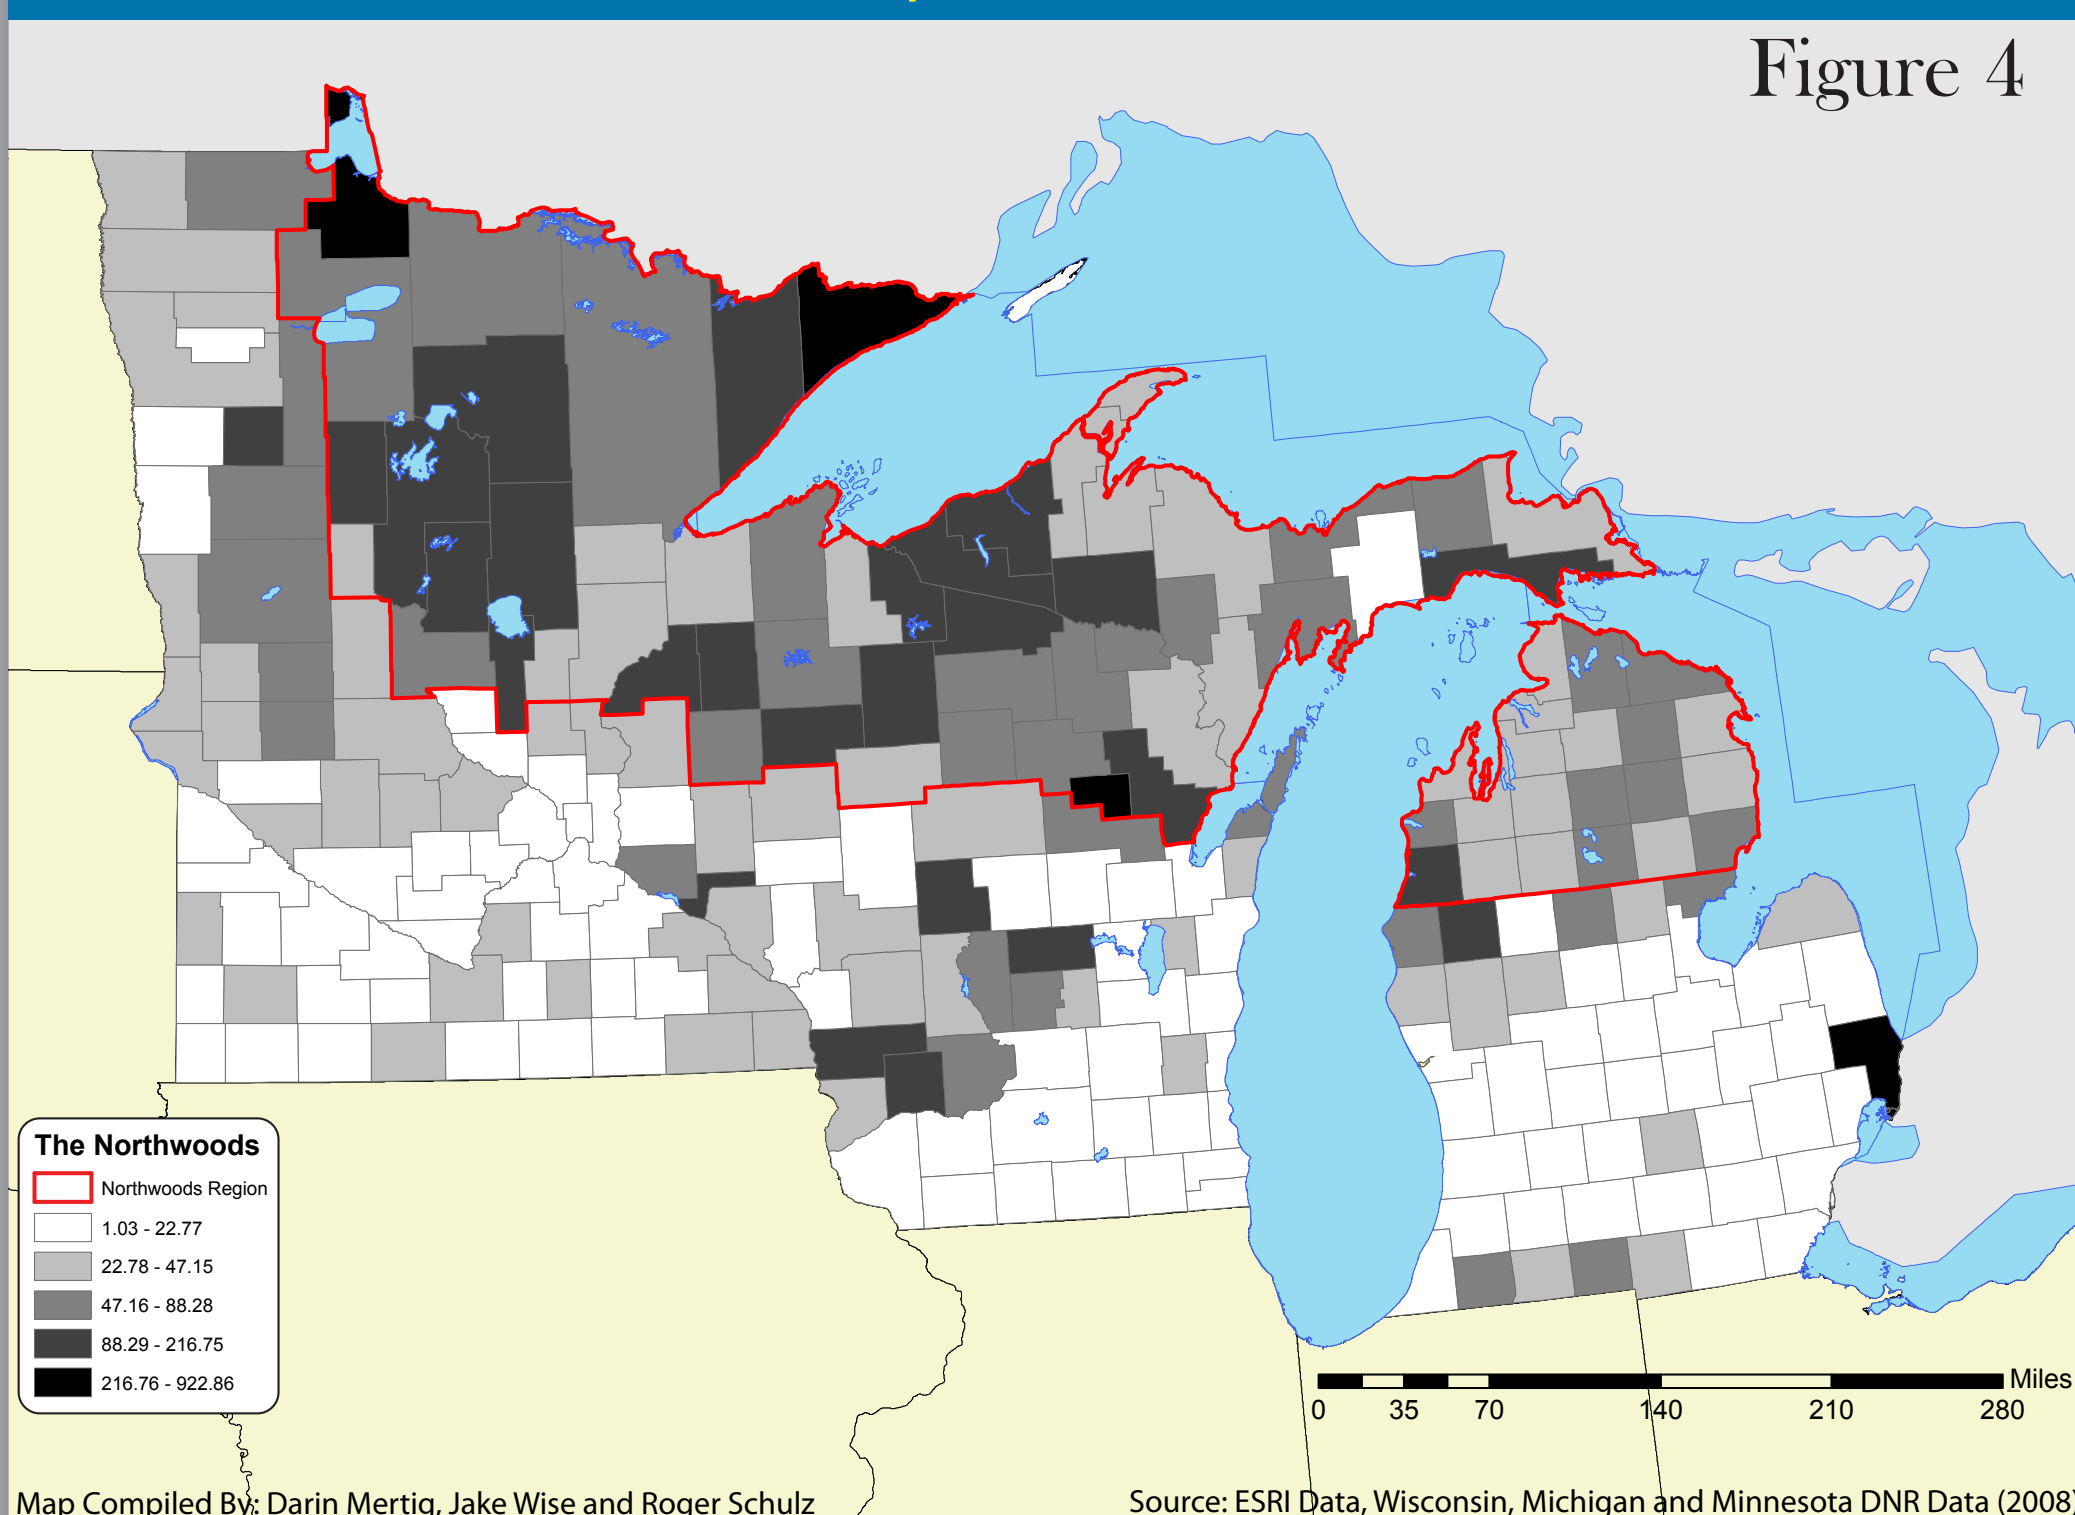 Figure 4
The Northwoods
Northwoods Region
1.03 - 22.77
22.78 - 47.15
47.16 - 88.28
88.29 - 216.75
216.76 - 922.86
Miles
0 35 70 140 210 280
Map Compiled By: Darin Mertig, Jake Wise and Roger Schulz
Source: ESRI Data, Wisconsin, Michigan and Minnesota DNR Data (2008)